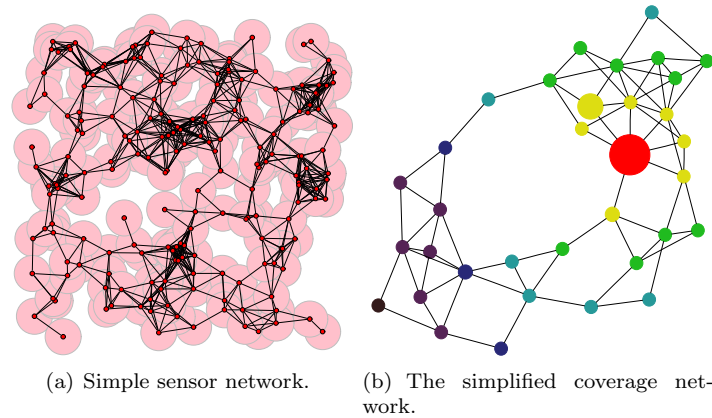 (a) Simple sensor network.
(b) The simplified coverage net-
work.